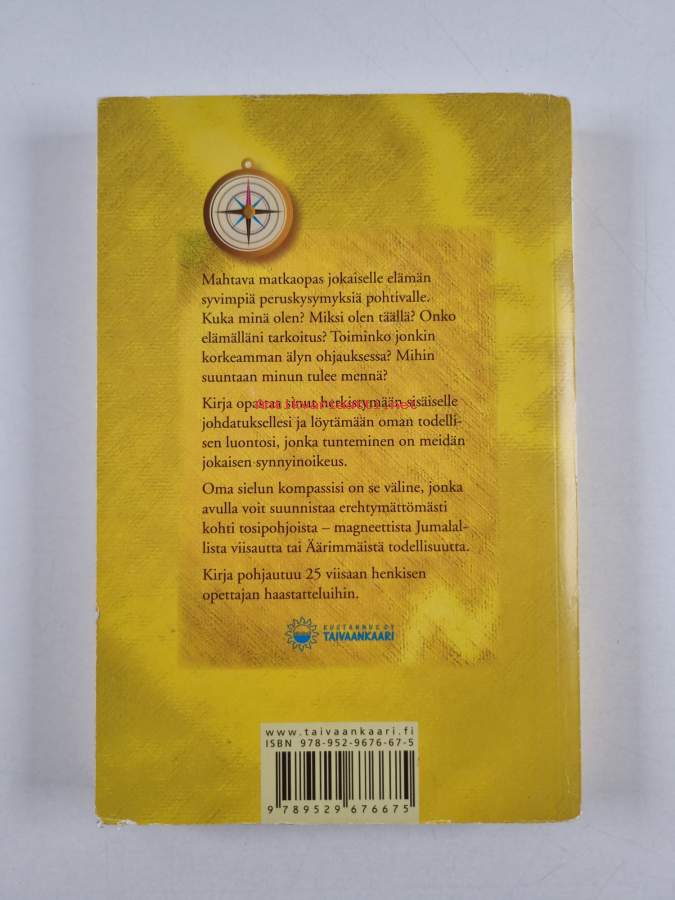 Mahtava matkaopas jokaiselle elämän
syvimpiä peruskysymyksiä pohtivalle.
Kuka minä olen? Miksi olen täällä? Onko
elämälläni tarkoitus? Toiminko jonkin
korkeamman älyn ohjauksessa? Mihin
suuntaan minun tulee mennä?
Kirja opastaa sinua herkistymään sisäiselle
Antikvariaatti.net
johdatuksellesi ja löytämään oman todelli-
sen luontosi, jonka tunteminen on meidän
jokaisen synnyinoikeus.
Oma sielun kompassisi on se väline, jonka
avulla voit suunnistaa erehtymättömästi
kohti tosipohjoista – magneettista Jumalal-
lista viisautta tai Äärimmäistä todellisuutta.
Kirja pohjautuu 25 viisaan henkisen
opettajan haastatteluihin.
KUSTANNUS OY
TAIVAANKAARI
www.taivaankaari.fi
ISBN 978-952-9676-67-5
9 789529 676675